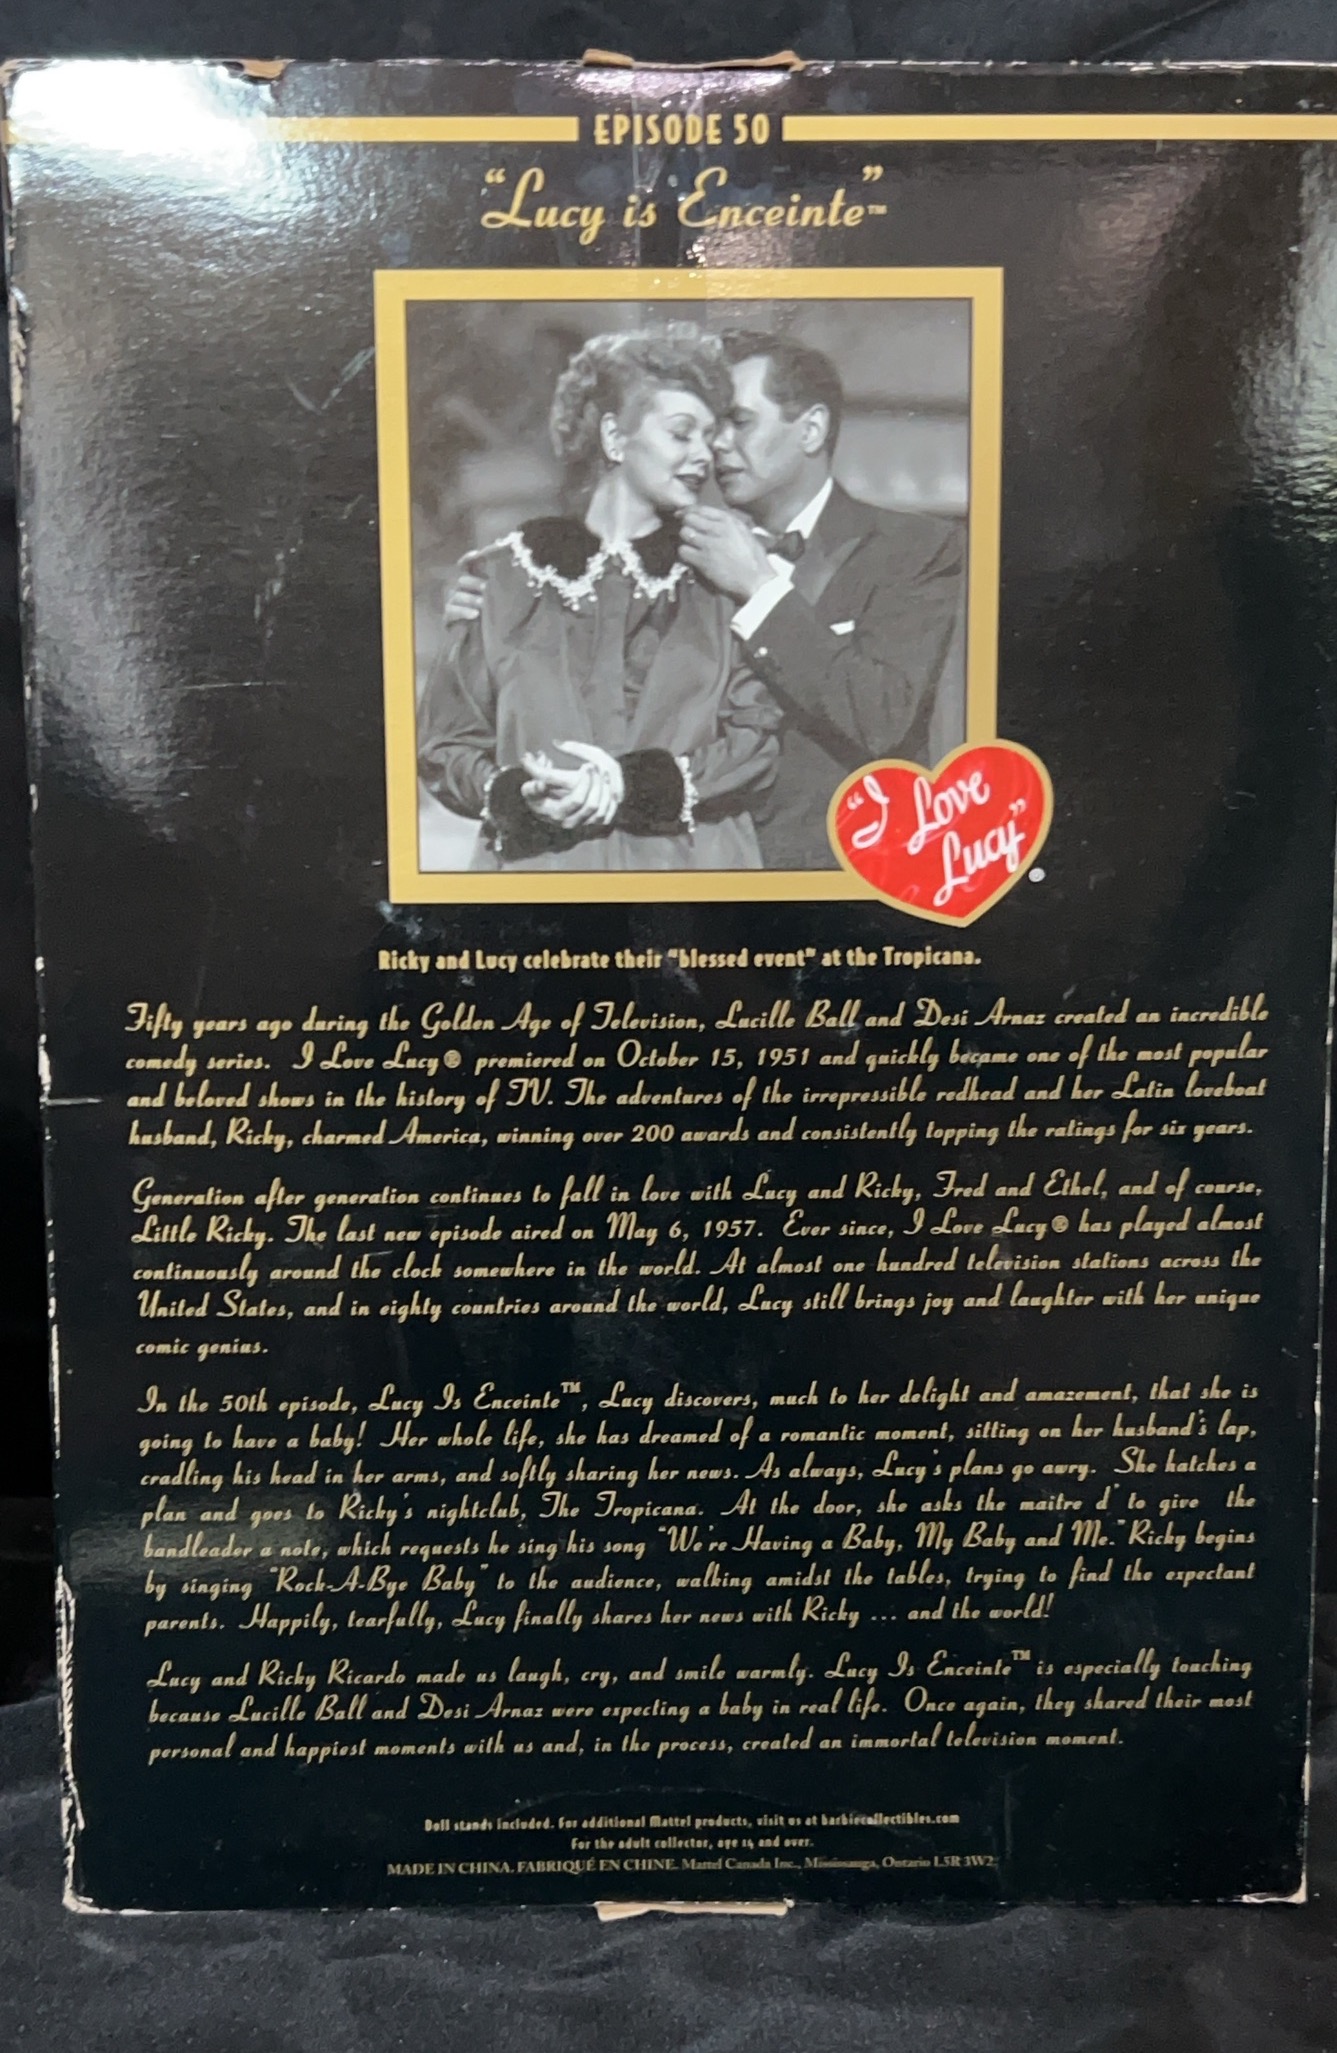 EPISODE 50
"Lucy is Enceinte"™
"I Love
Lucy"®
Ricky and Lucy celebrate their "blessed event" at the Tropicana.
Fifty years ago during the Golden Age of Television, Lucille Ball and Desi Arnaz created an incredible
comedy series. I Love Lucy® premiered on October 15, 1951 and quickly became one of the most popular
and beloved shows in the history of TV. The adventures of the irrepressible redhead and her Latin loveboat
husband, Ricky, charmed America, winning over 200 awards and consistently topping the ratings for six years.
Generation after generation continues to fall in love with Lucy and Ricky, Fred and Ethel, and of course,
Little Ricky. The last new episode aired on May 6, 1957. Ever since, I Love Lucy® has played almost
continuously around the clock somewhere in the world. At almost one hundred television stations across the
United States, and in eighty countries around the world, Lucy still brings joy and laughter with her unique
comic genius.
In the 50th episode, Lucy Is Enceinte™, Lucy discovers, much to her delight and amazement, that she is
going to have a baby! Her whole life, she has dreamed of a romantic moment, sitting on her husband's lap,
cradling his head in her arms, and softly sharing her news. As always, Lucy's plans go awry. She hatches a
plan and goes to Ricky's nightclub, The Tropicana. At the door, she asks the maitre d' to give the
bandleader a note, which requests he sing his song "We're Having a Baby, My Baby and Me." Ricky begins
by singing "Rock-A-Bye Baby" to the audience, walking amidst the tables, trying to find the expectant
parents. Happily, tearfully, Lucy finally shares her news with Ricky ... and the world!
Lucy and Ricky Ricardo made us laugh, cry, and smile warmly. Lucy Is Enceinte™ is especially touching
because Lucille Ball and Desi Arnaz were expecting a baby in real life. Once again, they shared their most
personal and happiest moments with us and, in the process, created an immortal television moment.
Doll stands included. For additional Mattel products, visit us at barbiecollectibles.com
For the adult collector, age 14 and over.
MADE IN CHINA. FABRIQUÉ EN CHINE. Mattel Canada Inc., Mississauga, Ontario L5R 3W2.